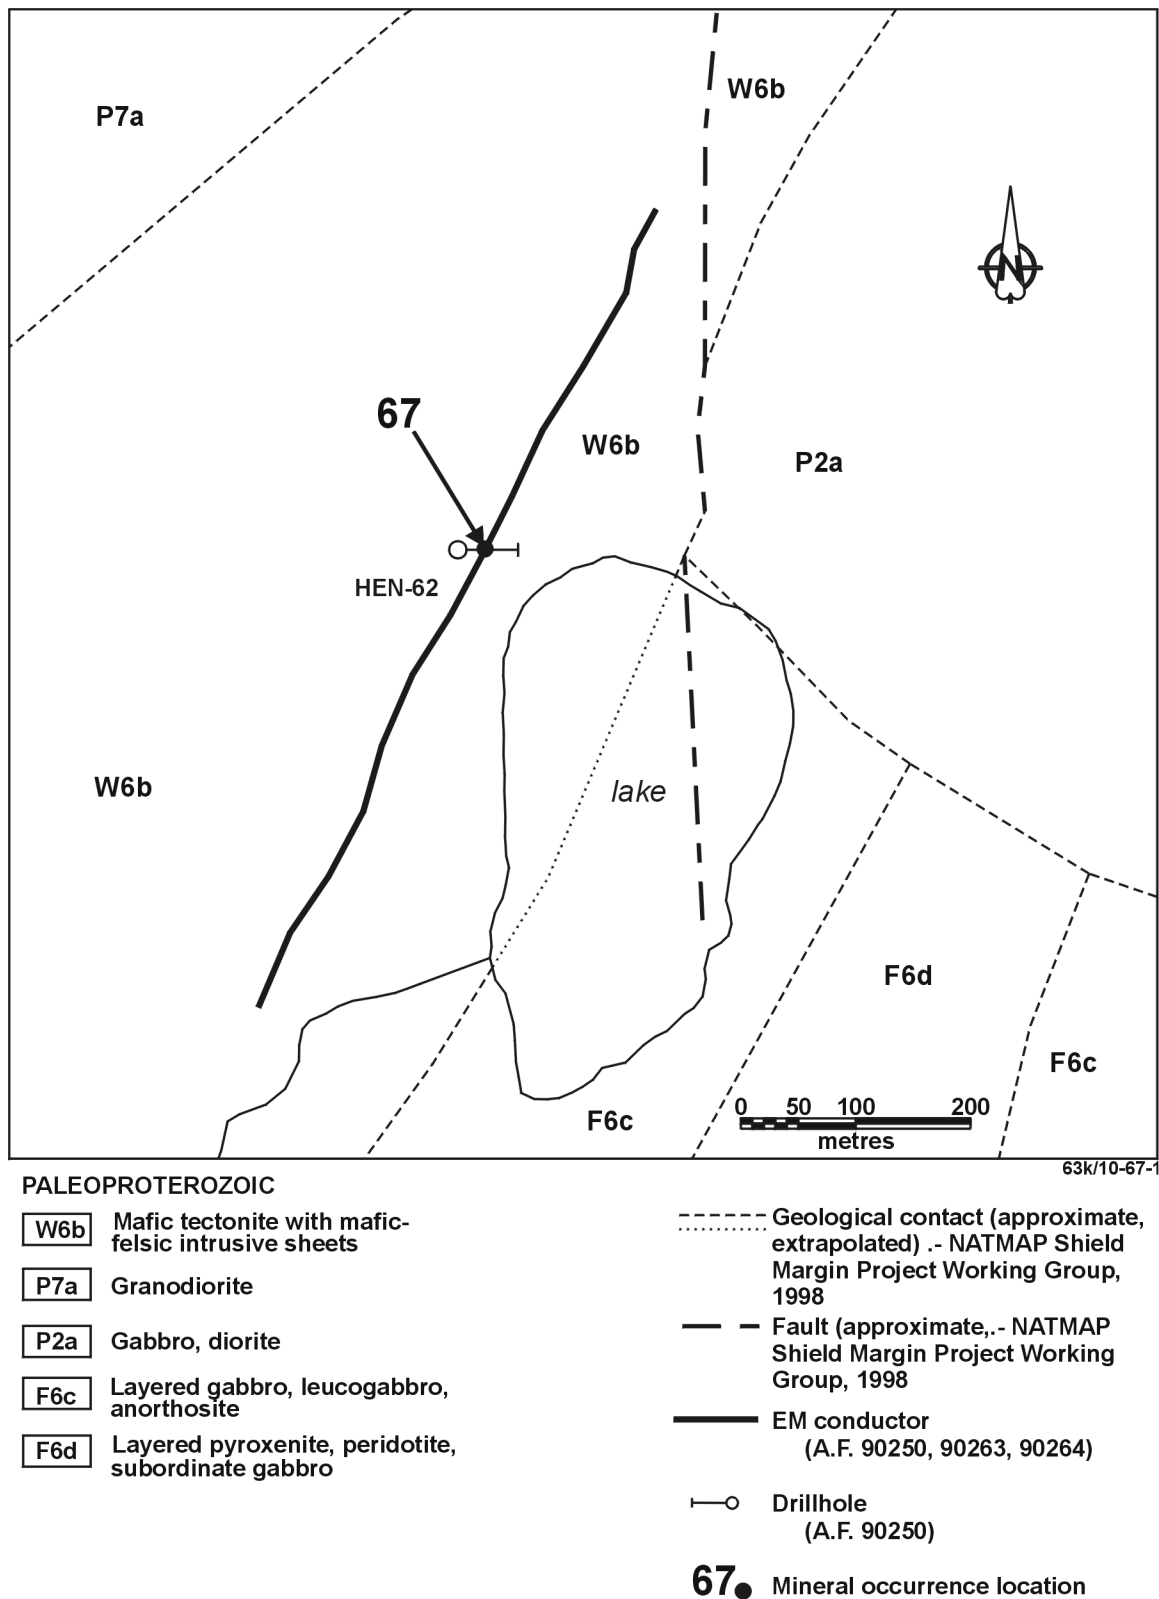 W6b
P7a
N
67
W6b
P2a
HEN-62
W6b
lake
F6d
F6c
F6c
0 50 100 200
metres
63k/10-67-1
PALEOPROTEROZOIC
W6b Mafic tectonite with mafic-
felsic intrusive sheets
P7a Granodiorite
P2a Gabbro, diorite
F6c Layered gabbro, leucogabbro,
anorthosite
F6d Layered pyroxenite, peridotite,
subordinate gabbro
Geological contact (approximate,
extrapolated) .- NATMAP Shield
Margin Project Working Group,
1998
Fault (approximate,.- NATMAP
Shield Margin Project Working
Group, 1998
EM conductor
(A.F. 90250, 90263, 90264)
Drillhole
(A.F. 90250)
67 Mineral occurrence location